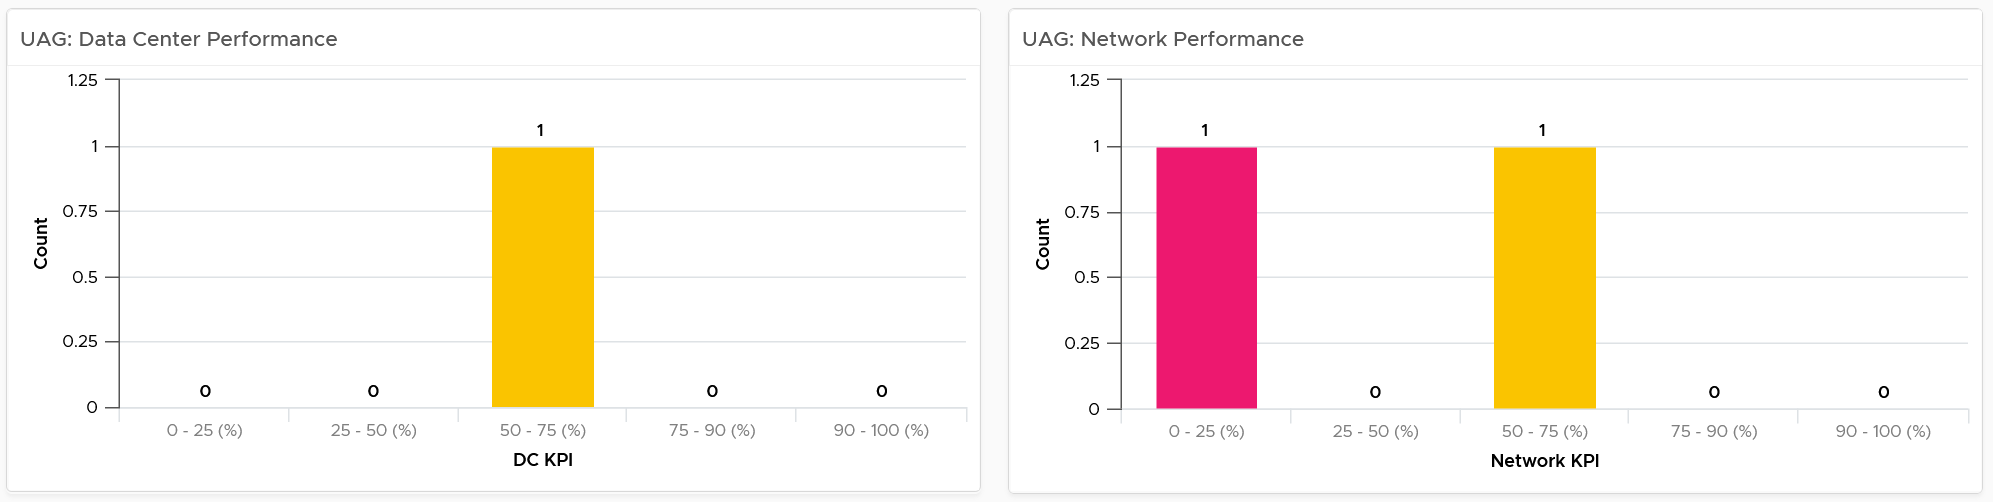 UAG: Data Center Performance
1.25
1
0.75
0.5
0.25
0
Count
0
0
1
0
0
0 - 25 (%)
25 - 50 (%)
50 - 75 (%)
75 - 90 (%)
90 - 100 (%)
DC KPI
UAG: Network Performance
1.25
1
0.75
0.5
0.25
0
Count
1
0
1
0
0
0 - 25 (%)
25 - 50 (%)
50 - 75 (%)
75 - 90 (%)
90 - 100 (%)
Network KPI